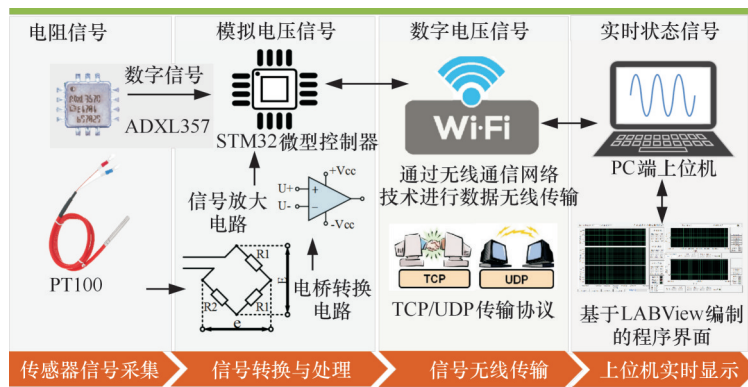 电阻信号
模拟电压信号
数字电压信号
实时状态信号
数字信号
ADXL357
STM32微型控制器
Wi-Fi
PC端上位机
通过无线通信网络
技术进行数据无线传输
信号放大
电路
+Vcc
U+
U-
+
-
-Vcc
PT100
R1
R2
R1
E
e
电桥转换
电路
TCP
UDP
TCP/UDP传输协议
基于LABView编制
的程序界面
传感器信号采集
信号转换与处理
信号无线传输
上位机实时显示